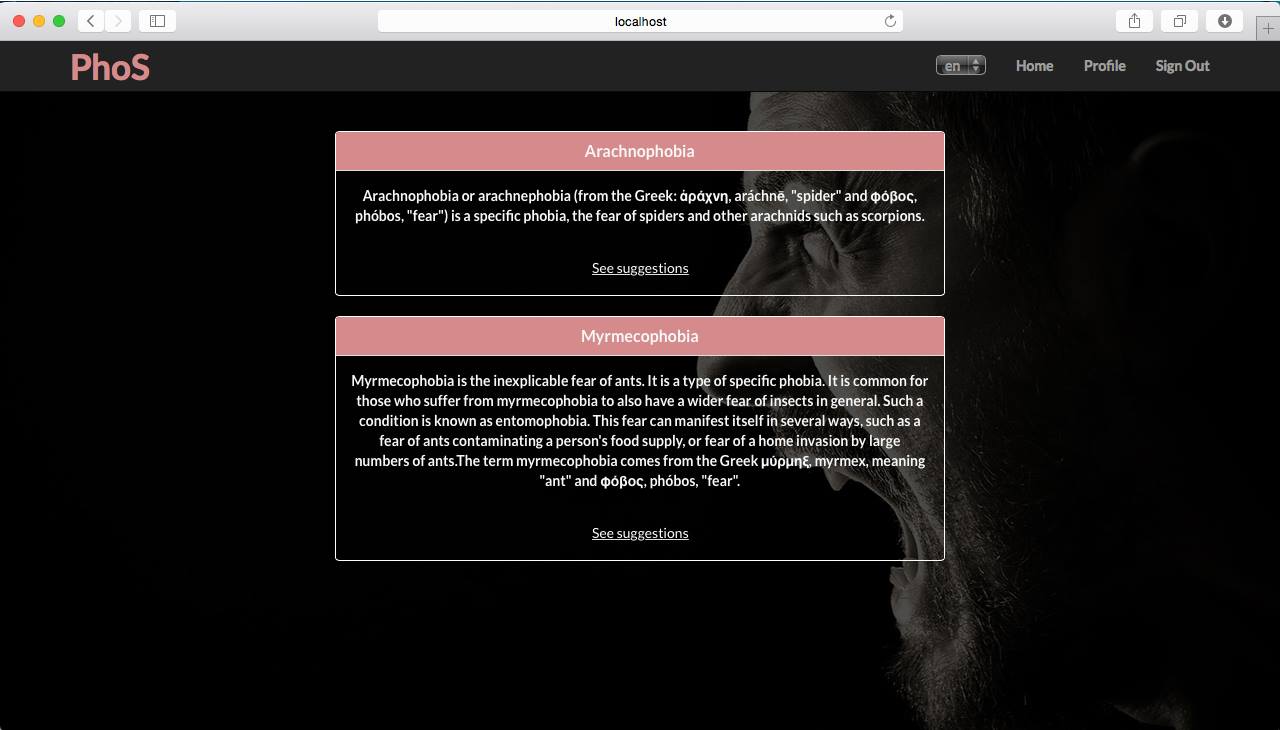 localhost
PhoS
en
Home
Profile
Sign Out
Arachnophobia
Arachnophobia or arachnephobia (from the Greek: ἀράχνη, aráchnē, "spider" and φόβος,
phóbos, "fear") is a specific phobia, the fear of spiders and other arachnids such as scorpions.
See suggestions
Myrmecophobia
Myrmecophobia is the inexplicable fear of ants. It is a type of specific phobia. It is common for
those who suffer from myrmecophobia to also have a wider fear of insects in general. Such a
condition is known as entomophobia. This fear can manifest itself in several ways, such as a
fear of ants contaminating a person's food supply, or fear of a home invasion by large
numbers of ants.The term myrmecophobia comes from the Greek μύρμηξ, myrmex, meaning
"ant" and φόβος, phóbos, "fear".
See suggestions